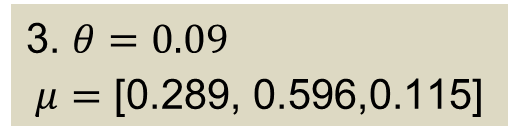 3. θ = 0.09
μ = [0.289, 0.596,0.115]